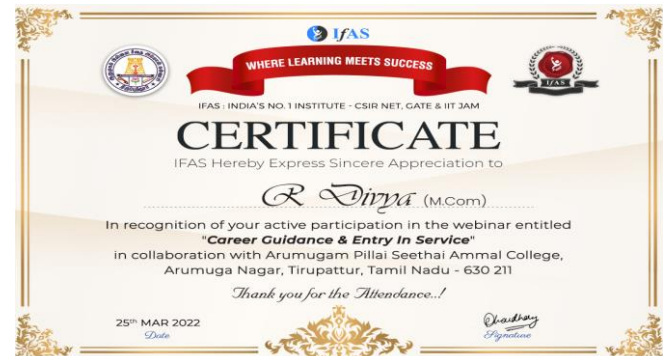 IFAS
WHERE LEARNING MEETS SUCCESS
IFAS
IFAS : INDIA'S NO. 1 INSTITUTE - CSIR NET, GATE & IIT JAM
CERTIFICATE
IFAS Hereby Express Sincere Appreciation to
R Divya (M.Com)
In recognition of your active participation in the webinar entitled
"Career Guidance & Entry In Service"
in collaboration with Arumugam Pillai Seethai Ammal College,
Arumuga Nagar, Tirupattur, Tamil Nadu - 630 211
Thank you for the Attendance..!
25th MAR 2022
Date
Chaudhary
Signature